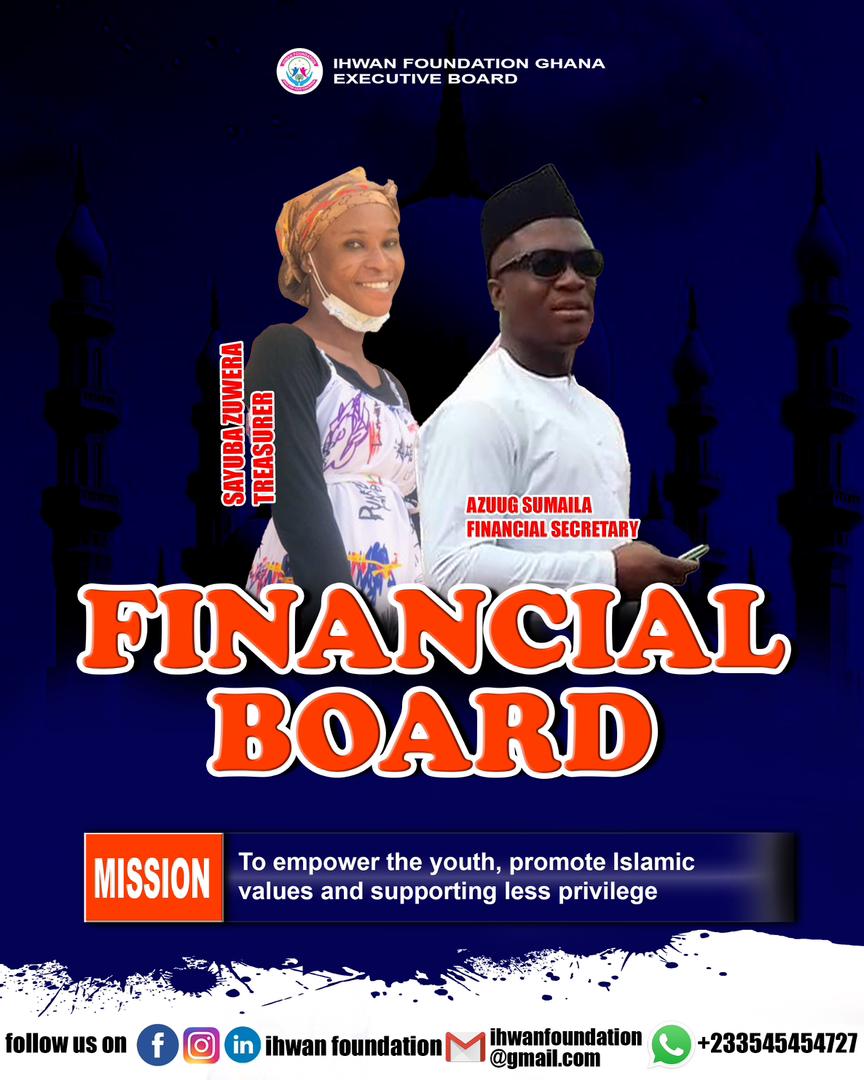 IHWAN FOUNDATION GHANA
EXECUTIVE BOARD
SAYUBA ZUWERA
TREASURER
AZUUG SUMAILA
FINANCIAL SECRETARY
FINANCIAL
BOARD
MISSION
To empower the youth, promote Islamic
values and supporting less privilege
follow us on
ihwan foundation
ihwanfoundation
@gmail.com
+233545454727